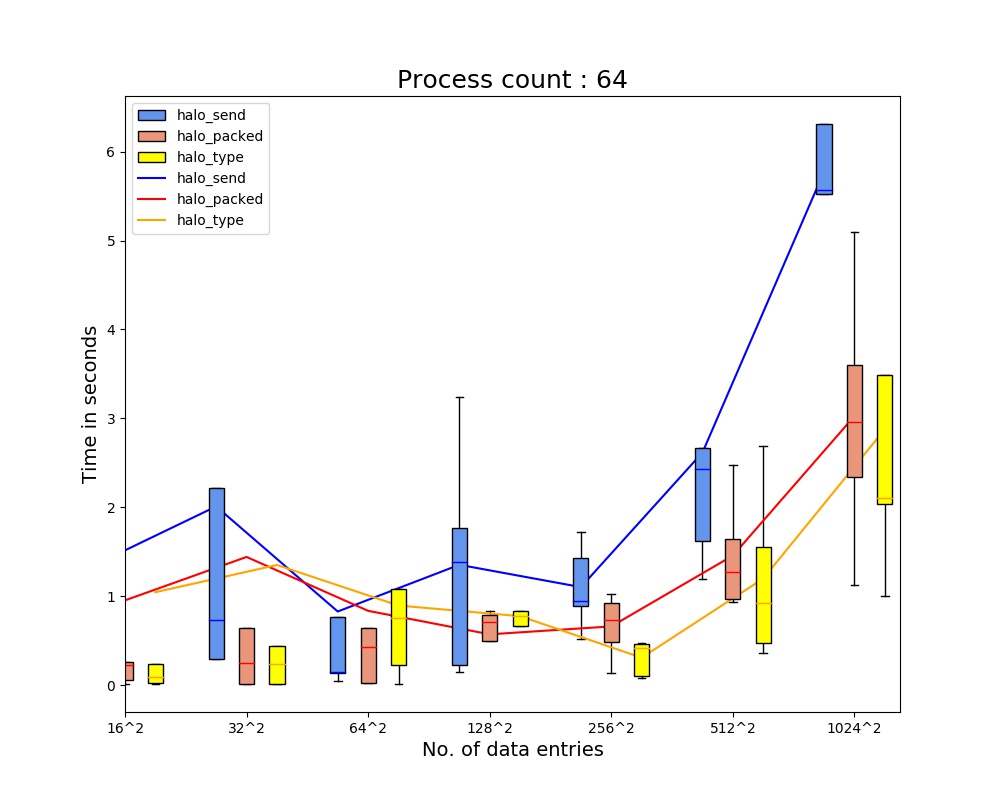 Process count : 64
halo_send
halo_packed
halo_type
halo_send
halo_packed
halo_type
Time in seconds
6
5
4
3
2
1
0
16^2 32^2 64^2 128^2 256^2 512^2 1024^2
No. of data entries